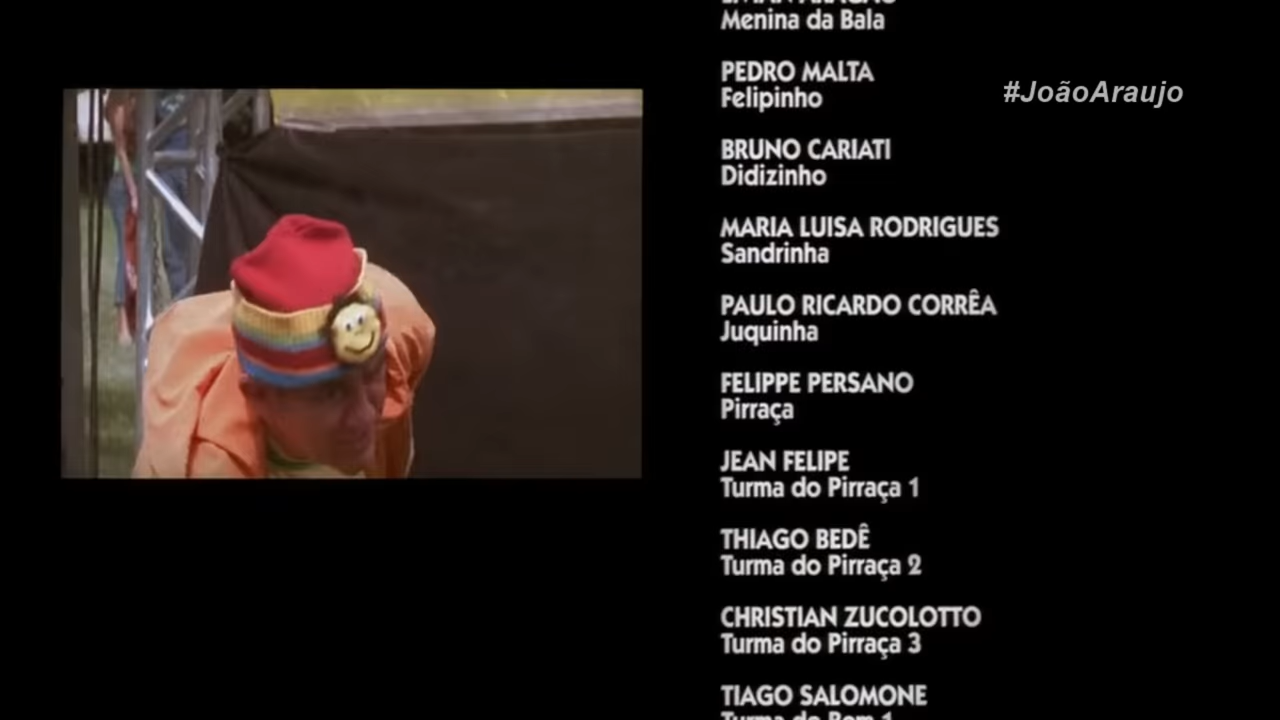 Menina da Bala
PEDRO MALTA
Felipinho
#JoãoAraujo
BRUNO CARIATI
Didizinho
MARIA LUISA RODRIGUES
Sandrinha
PAULO RICARDO CORRÊA
Juquinha
FELIPPE PERSANO
Pirraça
JEAN FELIPE
Turma do Pirraça 1
THIAGO BEDÊ
Turma do Pirraça 2
CHRISTIAN ZUCOLOTTO
Turma do Pirraça 3
TIAGO SALOMONE